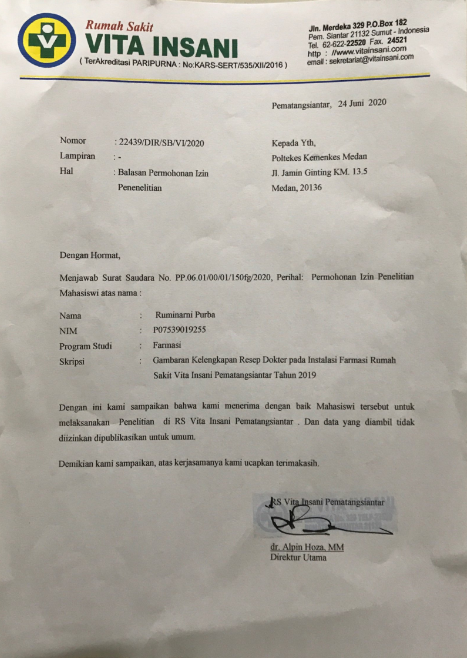 Rumah Sakit
VITA INSANI
( TerAkreditasi PARIPURNA : No:KARS-SERT/535/XII/2016 )
Jln. Merdeka 329 P.O.Box 182
Pem. Siantar 21132 Sumut - Indonesia
Tel. 62-622-22520 Fax. 24521
http : //www.vitainsani.com
email : sekretariat@vitainsani.com
Pematangsiantar, 24 Juni 2020
Nomor : 22439/DIR/SB/VI/2020
Lampiran : -
Hal : Balasan Permohonan Izin
Penenelitian
Kepada Yth,
Poltekes Kemenkes Medan
Jl. Jamin Ginting KM. 13.5
Medan, 20136
Dengan Hormat,
Menjawab Surat Saudara No. PP.06.01/00/01/150fg/2020, Perihal: Permohonan Izin Penelitian
Mahasiswi atas nama :
Nama : Ruminarni Purba
NIM : P07539019255
Program Studi : Farmasi
Skripsi : Gambaran Kelengkapan Resep Dokter pada Instalasi Farmasi Rumah
Sakit Vita Insani Pematangsiantar Tahun 2019
Dengan ini kami sampaikan bahwa kami menerima dengan baik Mahasiswi tersebut untuk
melaksanakan Penelitian di RS Vita Insani Pematangsiantar . Dan data yang diambil tidak
diizinkan dipublikasikan untuk umum.
Demikian kami sampaikan, atas kerjasamanya kami ucapkan terimakasih.
RS Vita Insani Pematangsiantar
dr. Alpin Hoza, MM
Direktur Utama